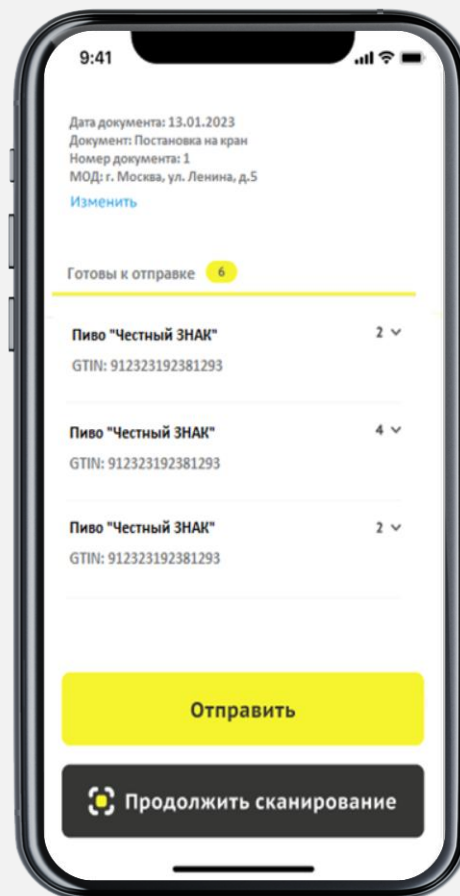 9:41
Дата документа: 13.01.2023
Документ: Постановка на кран
Номер документа: 1
МОД: г. Москва, ул. Ленина, д.5
Изменить
Готовы к отправке 6
Пиво "Честный ЗНАК" 2
GTIN: 912323192381293
Пиво "Честный ЗНАК" 4
GTIN: 912323192381293
Пиво "Честный ЗНАК" 2
GTIN: 912323192381293
Отправить
Продолжить сканирование